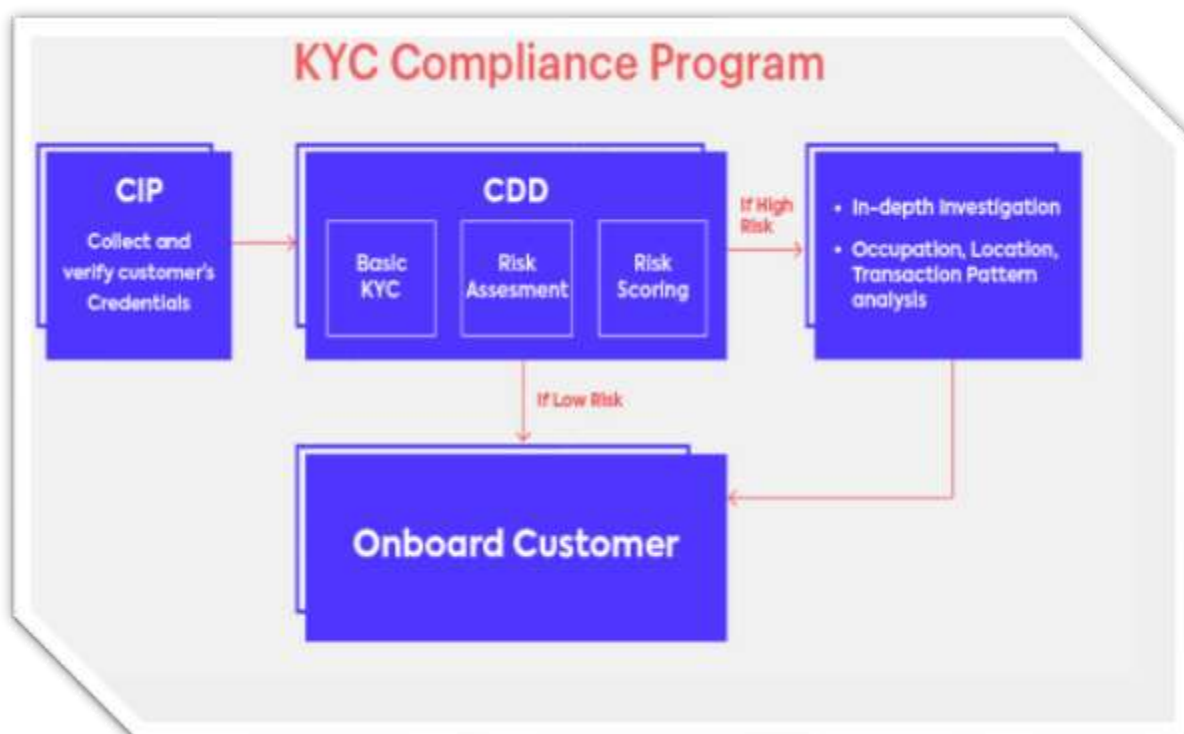 KYC Compliance Program
CIP
Collect and
verify customer's
Credentials
CDD
Basic
KYC
Risk
Assesment
Risk
Scoring
If High
Risk
• In-depth Investigation
• Occupation, Location,
Transaction Pattern
analysis
If Low Risk
Onboard Customer